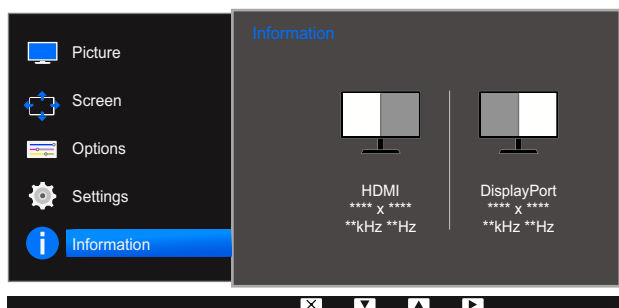 Information
Picture
Screen
Options
Settings
Information
HDMI
**** x ****
**kHz **Hz
DisplayPort
**** x ****
**kHz **Hz